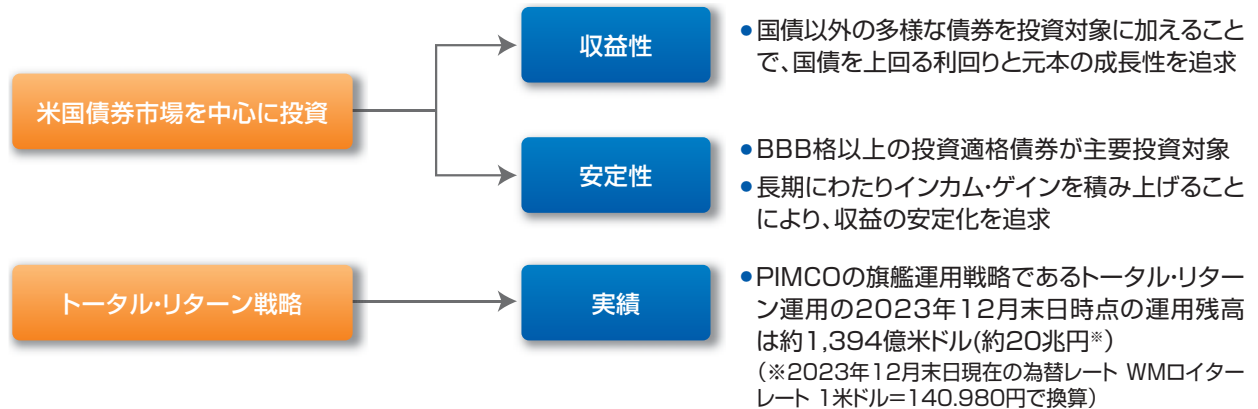 米国債券市場を中心に投資
収益性
●国債以外の多様な債券を投資対象に加えること
で、国債を上回る利回りと元本の成長性を追求
安定性
●BBB格以上の投資適格債券が主要投資対象
●長期にわたりインカム・ゲインを積み上げること
により、収益の安定化を追求
トータル・リターン戦略
実績
●PIMCOの旗艦運用戦略であるトータル・リター
ン運用の2023年12月末日時点の運用残高
は約1,394億米ドル(約20兆円※)
（※2023年12月末日現在の為替レート WMロイター
レート 1米ドル=140.980円で換算）